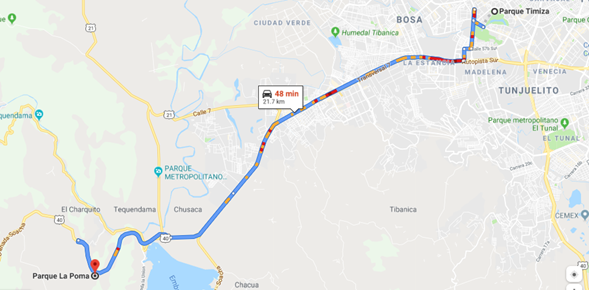 Parque Timiza
BOSA
CIUDAD VERDE
Humedal Tibanica
LA ESTANCIA
Autopista Sur
MADELENA
VENECIA
TUNJUELITO
48 min
21.7 km
21
Calle 7
21
Parque metropolitano
El Tunal
EL TUNAL
PARQUE
METROPOLITANO...
El Charquito
Tequendama
Chusaca
Tibanica
CEMEX
40
40
40
Parque La Poma
Chacua